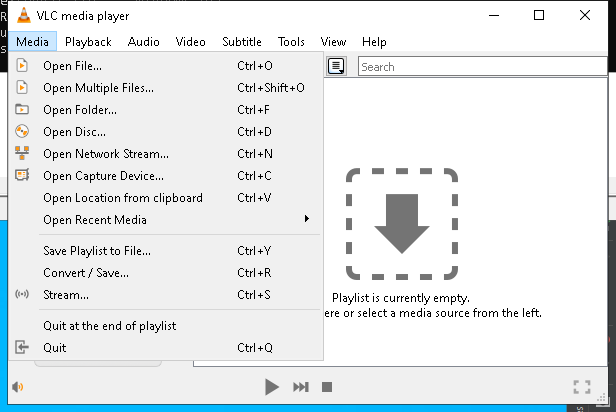 VLC media player
Media Playback Audio Video Subtitle Tools View Help
Open File... Ctrl+O
Search
Open Multiple Files... Ctrl+Shift+O
Open Folder... Ctrl+F
Open Disc... Ctrl+D
Open Network Stream... Ctrl+N
Open Capture Device... Ctrl+C
Open Location from clipboard Ctrl+V
Open Recent Media
Save Playlist to File... Ctrl+Y
Convert / Save... Ctrl+R
Stream... Ctrl+S
Quit at the end of playlist
Quit Ctrl+Q
Playlist is currently empty.
ere or select a media source from the left.